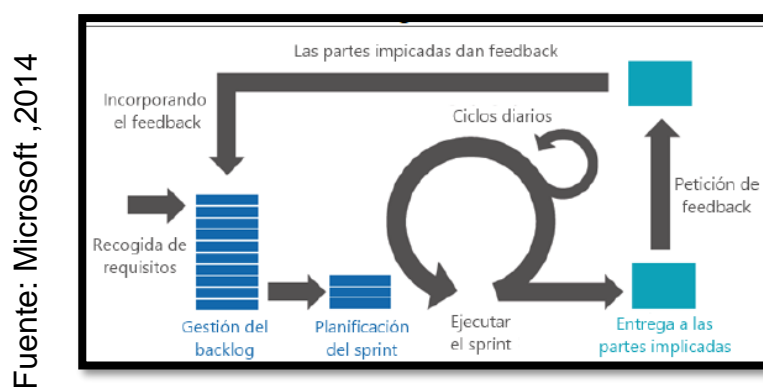 Fuente: Microsoft ,2014
Las partes impicadas dan feedback
Incorporando
el feedback
Ciclos diarios
Petición de
feedback
Recogida de
requisitos
Gestión del
backlog
Planificación
del sprint
Ejecutar
el sprint
Entrega a las
partes implicadas